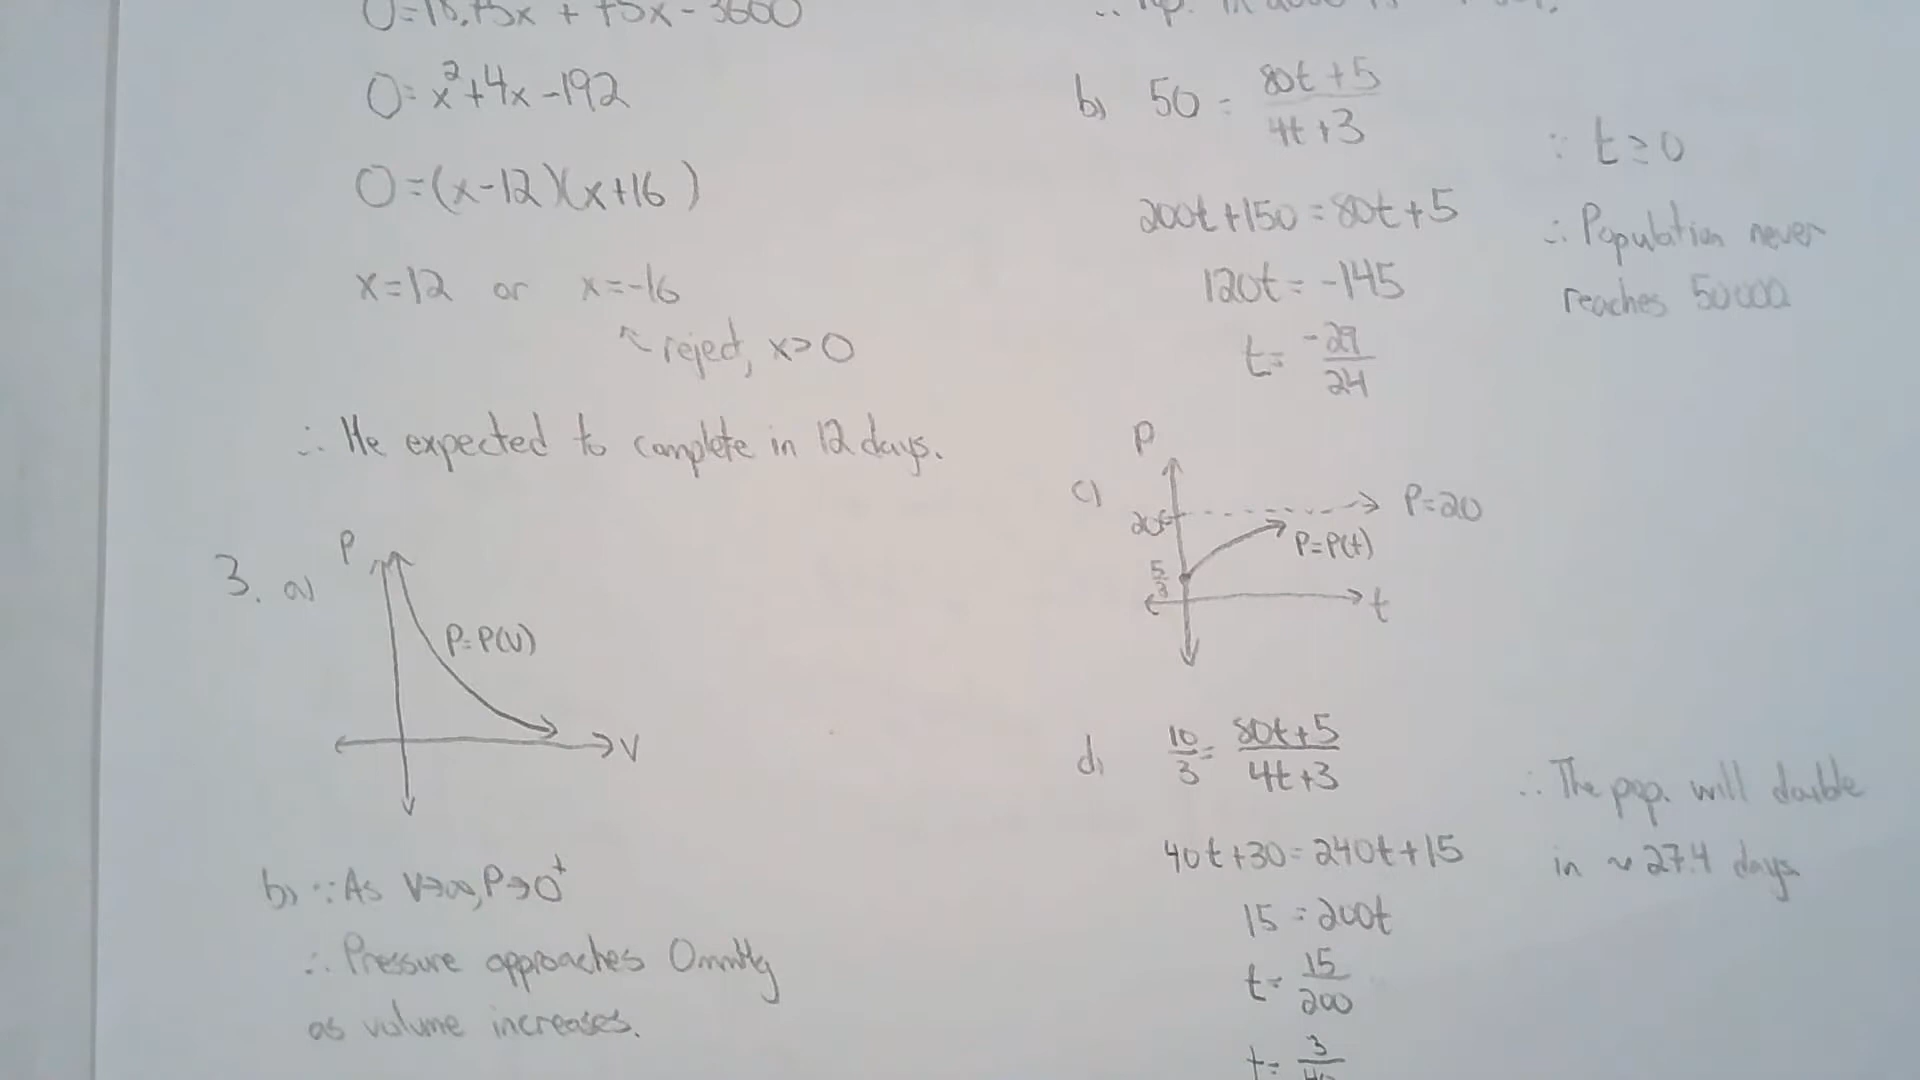 0=x²+4x-192
0=(x-12)(x+16)
x=12 or x=-16
↖ reject, x>0
∴ He expected to complete in 12 days.
3. a)
P
P=P(V)
V
b) ∵ As V→∞, P→0⁺
∴ Pressure approaches 0mmHg
as volume increases.
b) 50 = (80t+5)/(4t+3)
200t+150=80t+5
120t=-145
t=-29/24
∵ t≥0
∴ Population never
reaches 50000
c)
P
20
P=20
P=P(t)
5/3
t
d) 10/3 = (80t+5)/(4t+3)
40t+30=240t+15
15=200t
t=15/200
t=3/40
∴ The pop. will double
in ~27.4 days